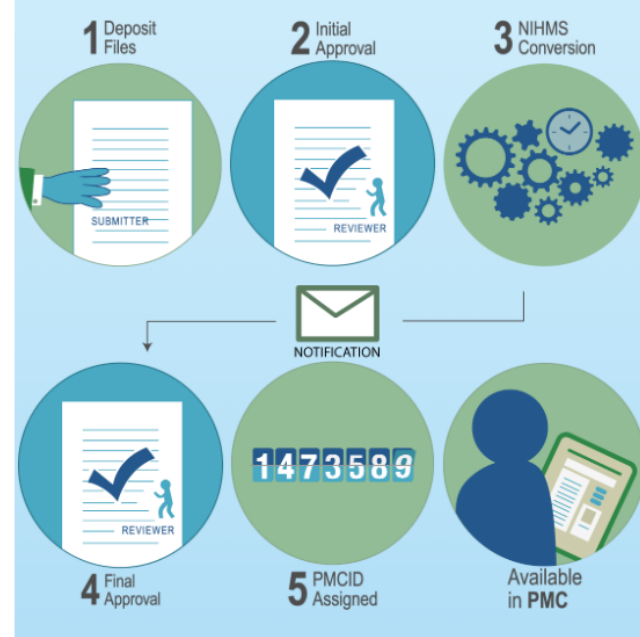 1 Deposit
Files
2 Initial
Approval
3 NIHMS
Conversion
SUBMITTER
REVIEWER
NOTIFICATION
1473589
REVIEWER
4 Final
Approval
5 PMCID
Assigned
Available
in PMC